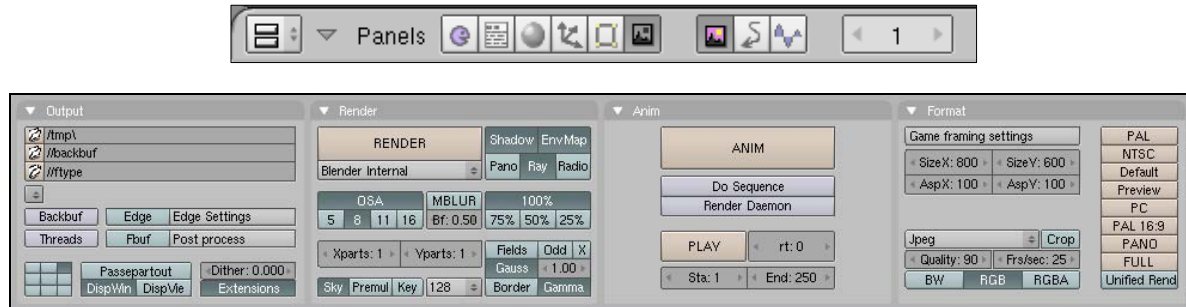 Panels 1
Output Render Anim Format
/tmp\
//backbuf
//ftype
Backbuf Edge Edge Settings
Threads Fbuf Post process
Passepartout Dither: 0.000
DispWin DispVie Extensions
RENDER Shadow EnvMap
Blender Internal Pano Ray Radio
OSA MBLUR 100%
5 8 11 16 Bf: 0.50 75% 50% 25%
Xparts: 1 Yparts: 1 Fields Odd X
Gauss 1.00
Sky Premul Key 128 Border Gamma
ANIM
Do Sequence
Render Daemon
PLAY rt: 0
Sta: 1 End: 250
Game framing settings
SizeX: 800 SizeY: 600
AspX: 100 AspY: 100
Jpeg Crop
Quality: 90 Frs/sec: 25
BW RGB RGBA
PAL
NTSC
Default
Preview
PC
PAL 16:9
PANO
FULL
Unified Rend